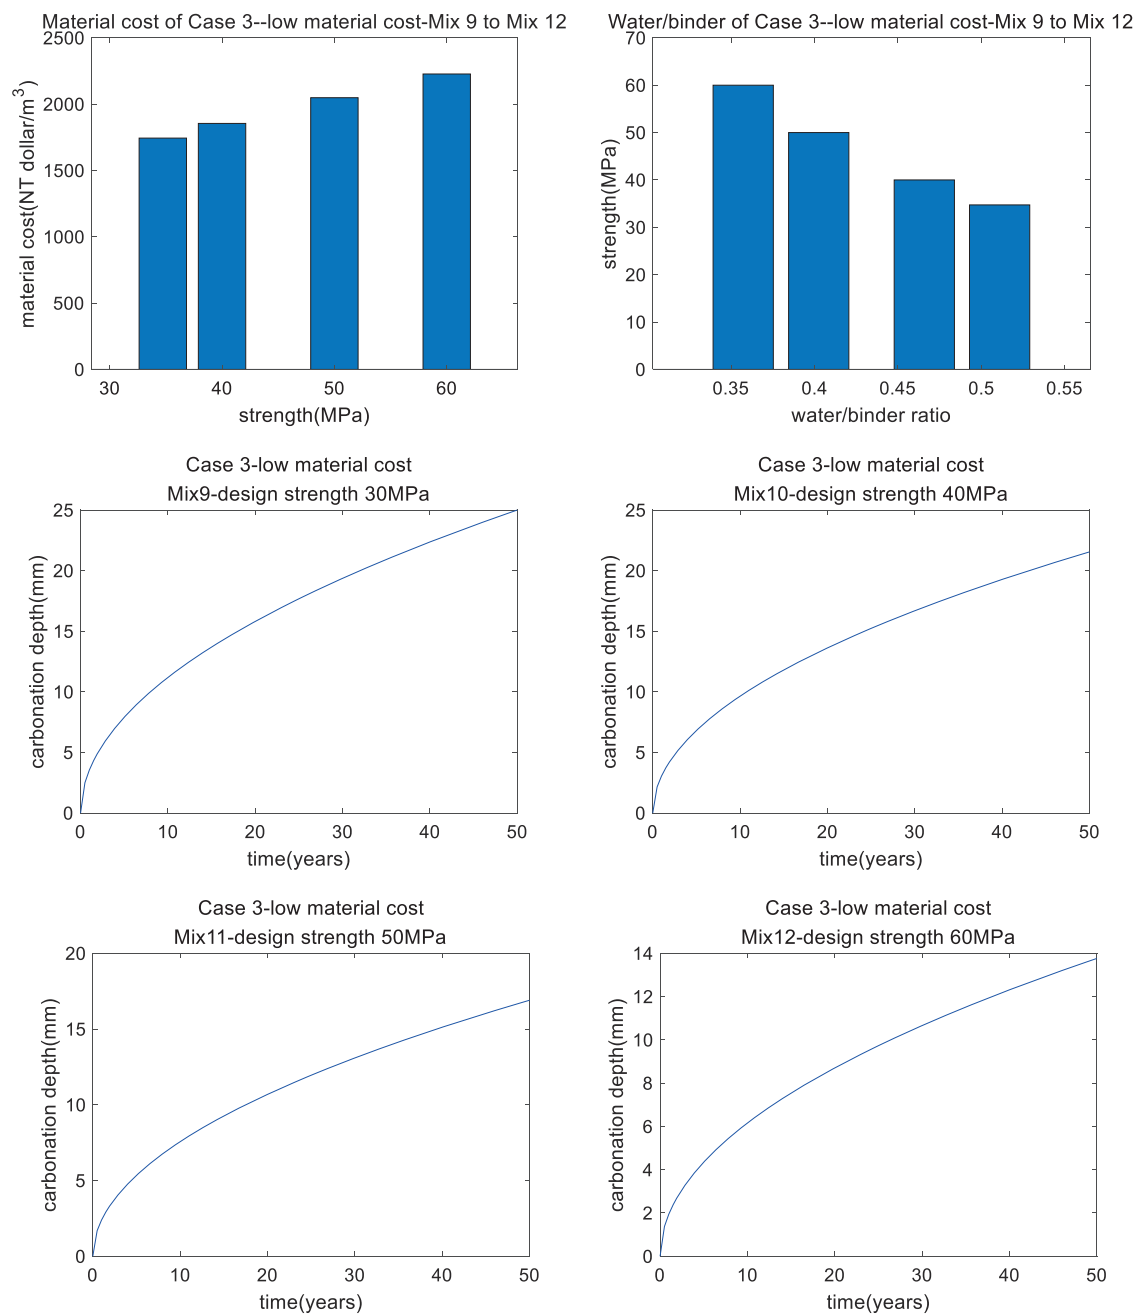 Material cost of Case 3--low material cost-Mix 9 to Mix 12
2500
2000
1500
1000
500
0
material cost(NT dollar/m³)
30 40 50 60
strength(MPa)
Water/binder of Case 3--low material cost-Mix 9 to Mix 12
70
60
50
40
30
20
10
0
strength(MPa)
0.35 0.4 0.45 0.5 0.55
water/binder ratio
Case 3-low material cost
Mix9-design strength 30MPa
25
20
15
10
5
0
carbonation depth(mm)
0 10 20 30 40 50
time(years)
Case 3-low material cost
Mix10-design strength 40MPa
25
20
15
10
5
0
carbonation depth(mm)
0 10 20 30 40 50
time(years)
Case 3-low material cost
Mix11-design strength 50MPa
20
15
10
5
0
carbonation depth(mm)
0 10 20 30 40 50
time(years)
Case 3-low material cost
Mix12-design strength 60MPa
14
12
10
8
6
4
2
0
carbonation depth(mm)
0 10 20 30 40 50
time(years)